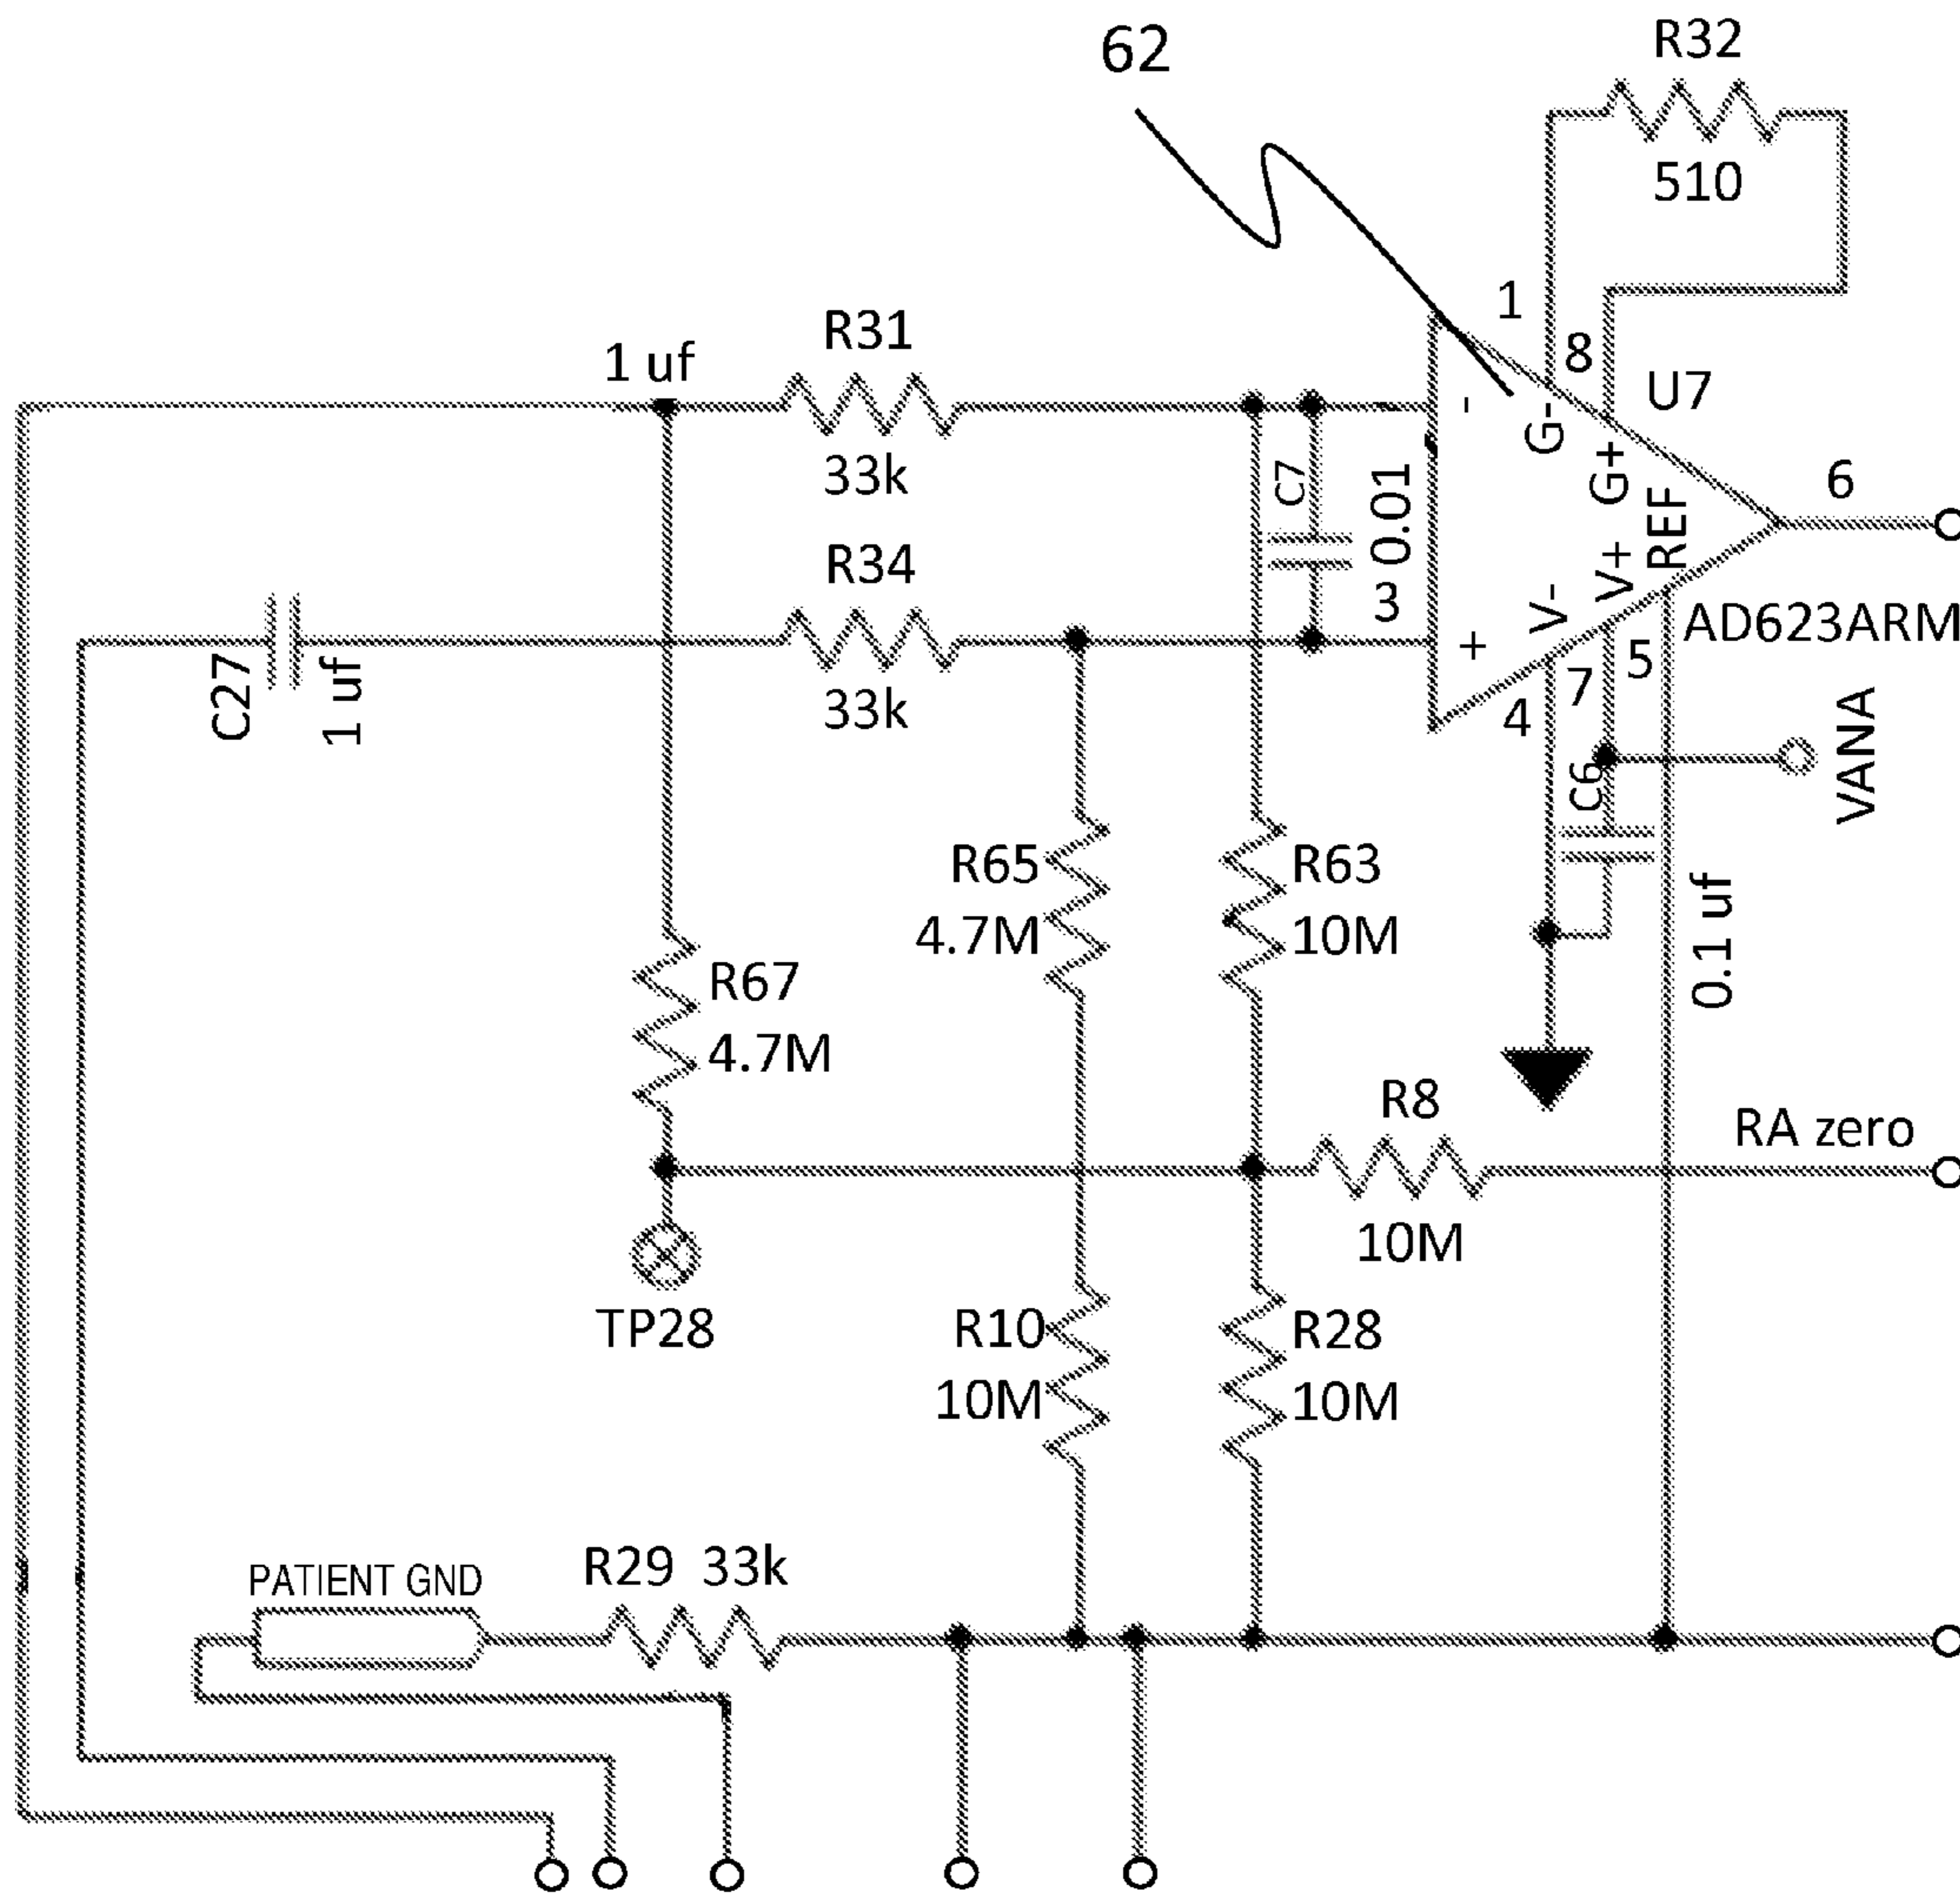 62
R32
510
1
8
U7
R31
1 uf
33k
-
G-
G+
C7
0.01
6
REF
R34
3
V+
V-
AD623ARM
+
5
7
4
C27
1 uf
33k
VANA
C6
R65
4.7M
R63
10M
0.1 uf
R67
4.7M
R8
10M
RA zero
TP28
R10
10M
R28
10M
PATIENT GND
R29 33k